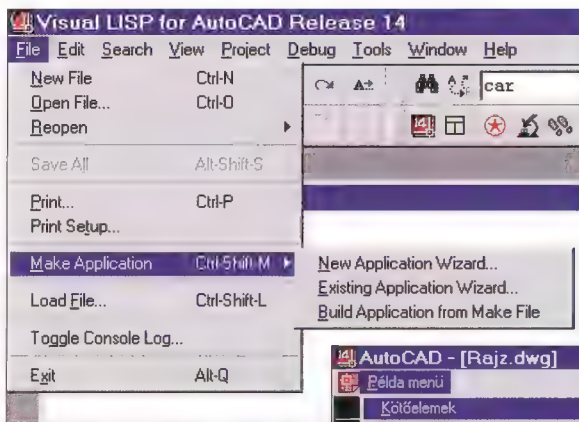 Visual LISP for AutoCAD Release 14
File Edit Search View Project Debug Tools Window Help
New File Ctrl-N
Open File... Ctrl-O
Reopen
car
Save All Alt-Shift-S
Print... Ctrl-P
Print Setup...
Make Application Ctrl-Shift-M
New Application Wizard...
Existing Application Wizard...
Build Application from Make File
Load File... Ctrl-Shift-L
Toggle Console Log...
Exit Alt-Q
AutoCAD - [Rajz.dwg]
Példa menü
Kötőelemek